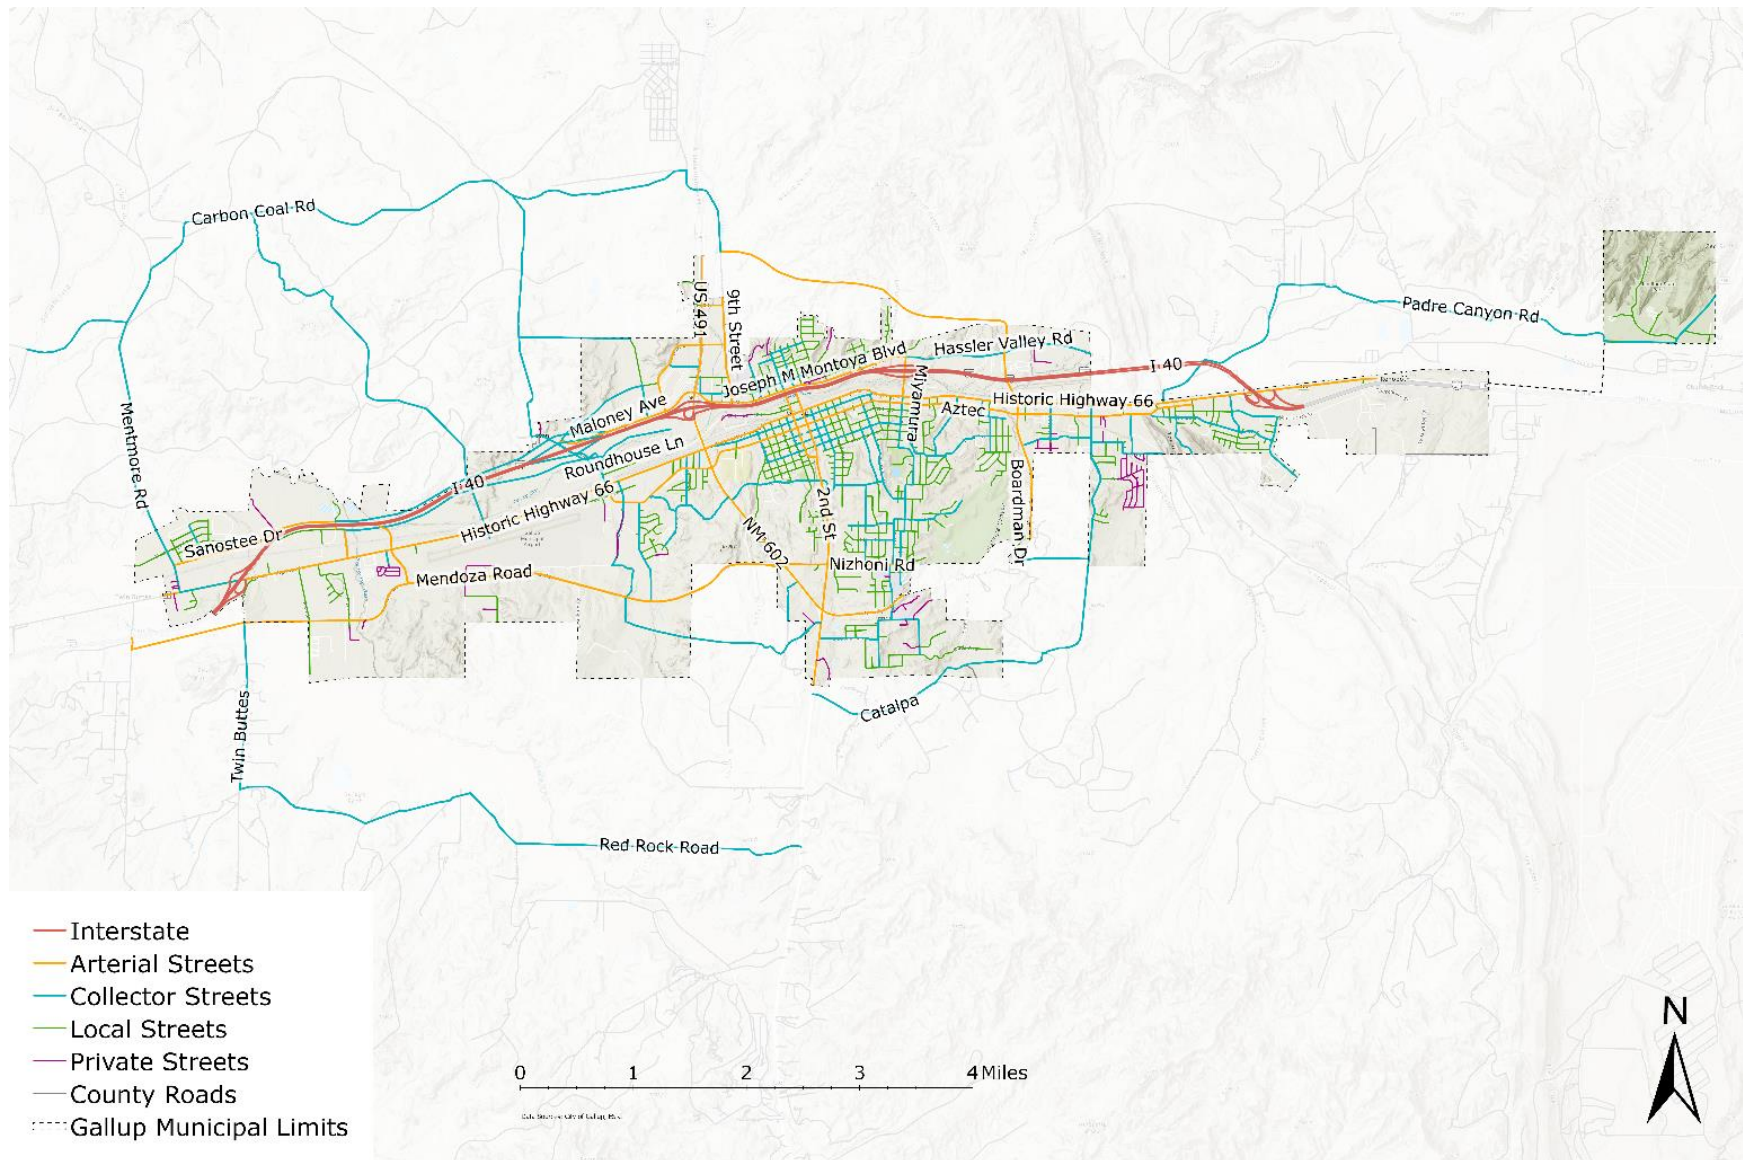 Carbon Coal Rd
Padre Canyon Rd
US 491
9th Street
Hassler Valley Rd
Joseph M Montoya Blvd
I-40
Miyamura
Historic Highway 66
Maloney Ave
Aztec
Mentmore Rd
Roundhouse Ln
I-40
Boardman Dr
2nd St
Historic Highway 66
Sanostee Dr
NM 602
Nizhoni Rd
Mendoza Road
Catalpa
Twin Buttes
Red Rock Road
Interstate
Arterial Streets
Collector Streets
Local Streets
Private Streets
County Roads
Gallup Municipal Limits
N
0 1 2 3 4 Miles